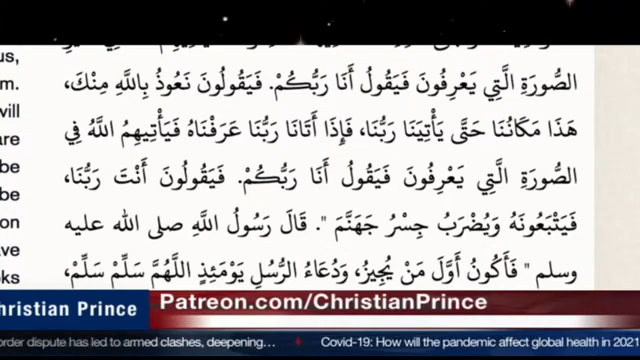 us,
m.
الصُّورَةِ الَّتِي يَعْرِفُونَ فَيَقُولُ أَنَا رَبُّكُمْ. فَيَقُولُونَ نَعُوذُ بِاللَّهِ مِنْكَ،
will
هَذَا مَكَانُنَا حَتَّى يَأْتِيَنَا رَبُّنَا، فَإِذَا أَتَانَا رَبُّنَا عَرَفْنَاهُ فَيَأْتِيهِمُ اللَّهُ فِي
are
be
الصُّورَةِ الَّتِي يَعْرِفُونَ فَيَقُولُ أَنَا رَبُّكُمْ. فَيَقُولُونَ أَنْتَ رَبُّنَا،
be
on
فَيَتْبَعُونَهُ وَيُضْرَبُ جِسْرُ جَهَنَّمَ ". قَالَ رَسُولُ اللَّهِ صلى الله عليه
ave
وسلم " فَأَكُونُ أَوَّلَ مَنْ يُجِيزُ، وَدُعَاءُ الرُّسُلِ يَوْمَئِذٍ اللَّهُمَّ سَلِّمْ سَلِّمْ،
oks
Christian Prince
Patreon.com/ChristianPrince
order dispute has led to armed clashes, deepening... Covid-19: How will the pandemic affect global health in 2021